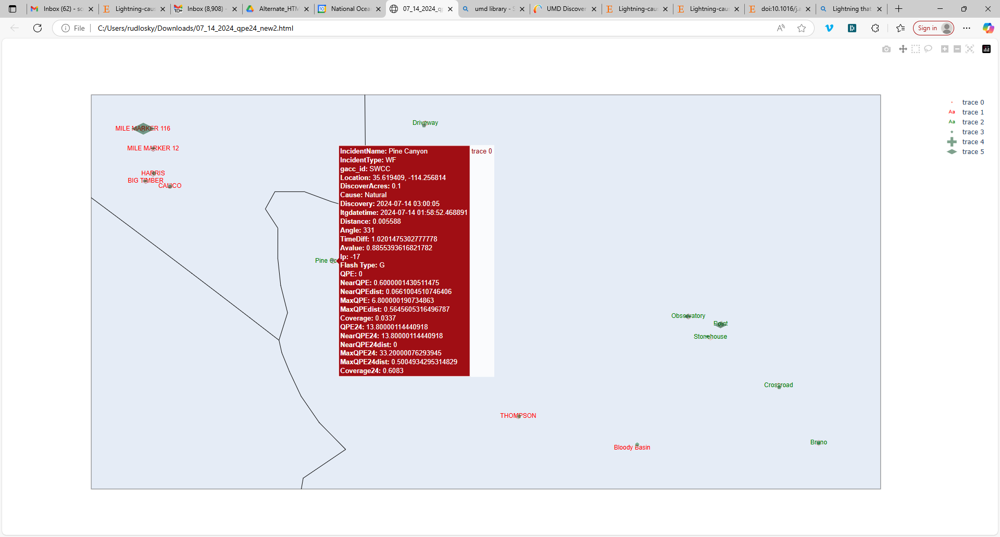 Inbox (62) - sc
Lightning-cau
Inbox (8,908) -
Alternate_HTM
National Ocea
07_14_2024_q
umd library - S
UMD Discover
Lightning-cau
Lightning-cau
doi:10.1016/j.a
Lightning that
File
C:/Users/rudlosky/Downloads/07_14_2024_qpe24_new2.html
Sign in
trace 0
Aa trace 1
Aa trace 2
trace 3
trace 4
trace 5
Driveway
MILE MARKER 116
MILE MARKER 12
HARRIS
BIG TIMBER
CALICO
IncidentName: Pine Canyon
IncidentType: WF
gacc_id: SWCC
Location: 35.619409, -114.256814
DiscoverAcres: 0.1
Cause: Natural
Discovery: 2024-07-14 03:00:05
ltgdatetime: 2024-07-14 01:58:52.468891
Distance: 0.005588
Angle: 331
TimeDiff: 1.0201475302777778
Avalue: 0.8855393616821782
Ip: -17
Flash Type: G
QPE: 0
NearQPE: 0.6000001430511475
NearQPEdist: 0.0661004510746406
MaxQPE: 6.800000190734863
MaxQPEdist: 0.5645605316496787
Coverage: 0.0337
QPE24: 13.80000114440918
NearQPE24: 13.80000114440918
NearQPE24dist: 0
MaxQPE24: 33.20000076293945
MaxQPE24dist: 0.5004934295314829
Coverage24: 0.6083
trace 0
Pine
Observatory
Point
Stonehouse
Crossroad
THOMPSON
Bloody Basin
Bruno